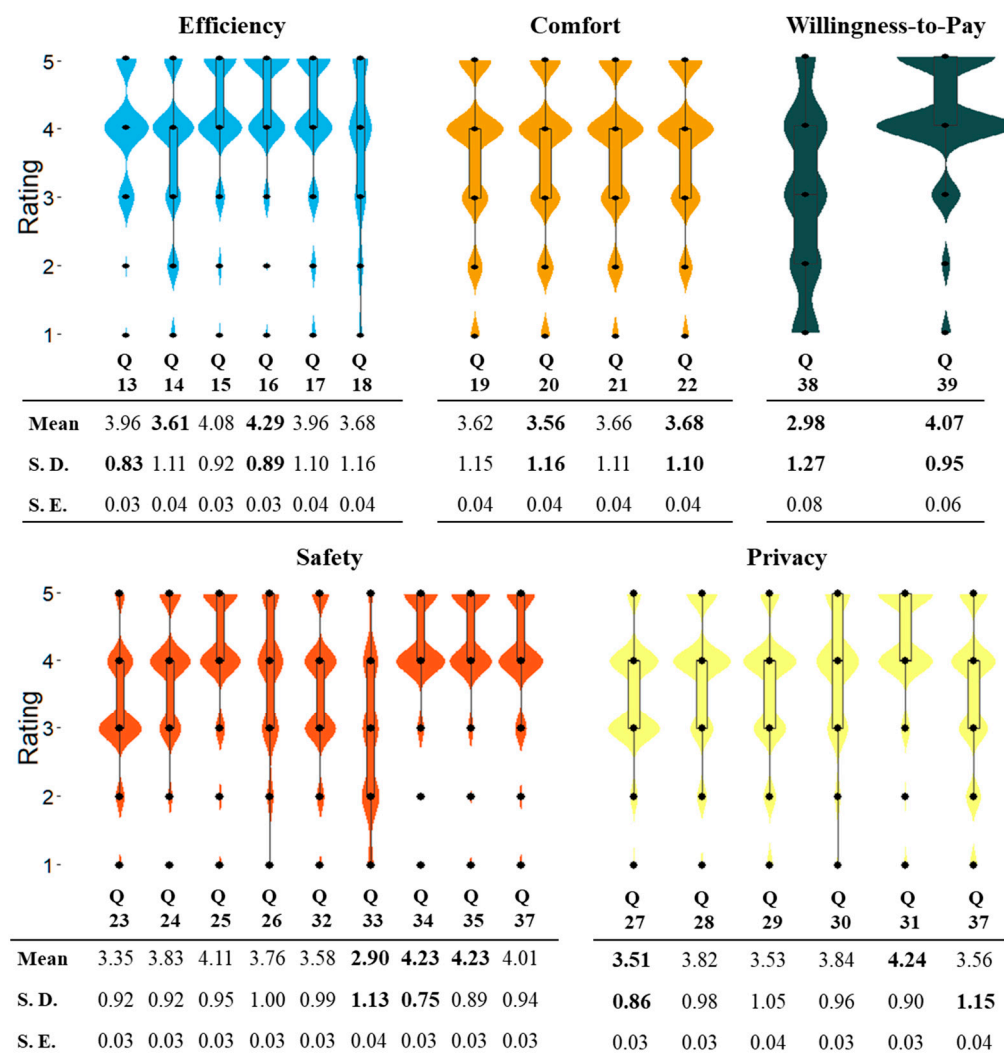 Efficiency Comfort Willingness-to-Pay
5-
4-
3-
2-
1-
Rating
Q Q Q Q Q Q Q Q Q Q Q Q
13 14 15 16 17 18 19 20 21 22 38 39
Mean 3.96 3.61 4.08 4.29 3.96 3.68 3.62 3.56 3.66 3.68 2.98 4.07
S. D. 0.83 1.11 0.92 0.89 1.10 1.16 1.15 1.16 1.11 1.10 1.27 0.95
S. E. 0.03 0.04 0.03 0.03 0.04 0.04 0.04 0.04 0.04 0.04 0.08 0.06
Safety Privacy
5-
4-
3-
2-
1-
Rating
Q Q Q Q Q Q Q Q Q Q Q Q Q Q Q
23 24 25 26 32 33 34 35 37 27 28 29 30 31 37
Mean 3.35 3.83 4.11 3.76 3.58 2.90 4.23 4.23 4.01 3.51 3.82 3.53 3.84 4.24 3.56
S. D. 0.92 0.92 0.95 1.00 0.99 1.13 0.75 0.89 0.94 0.86 0.98 1.05 0.96 0.90 1.15
S. E. 0.03 0.03 0.03 0.03 0.03 0.04 0.03 0.03 0.03 0.03 0.03 0.04 0.03 0.03 0.04